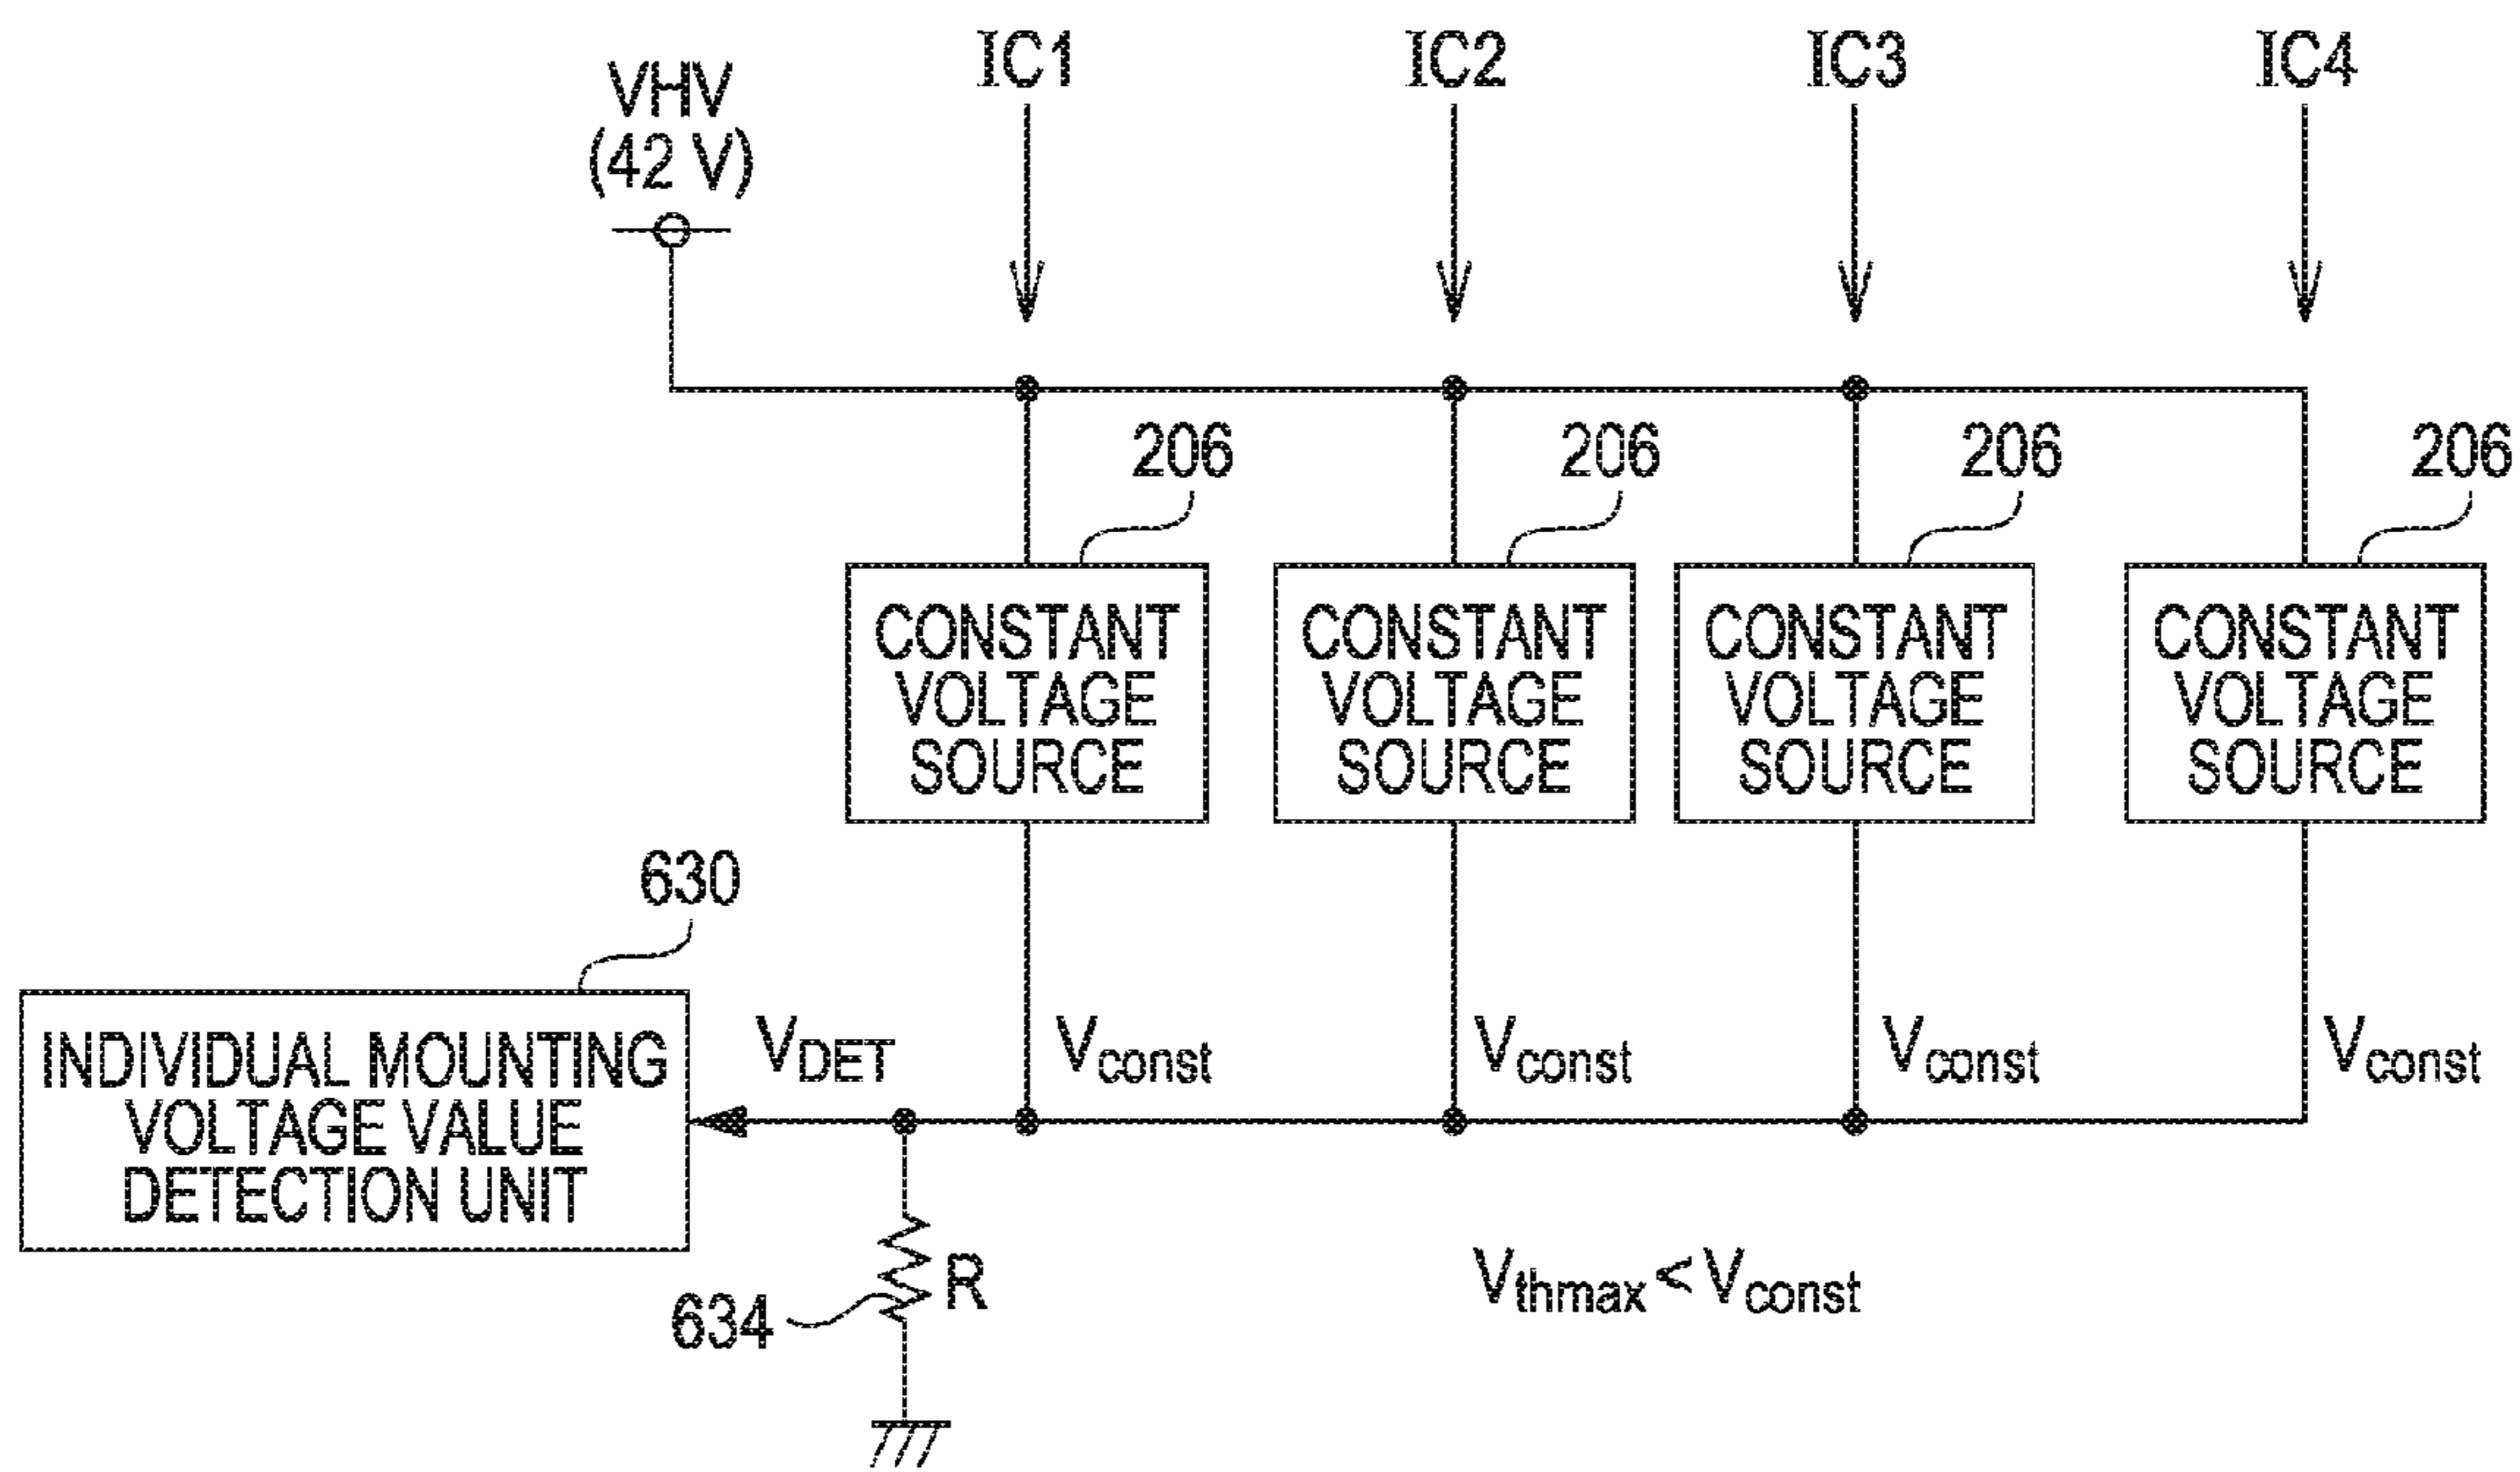 VHV
(42 V)
IC1
IC2
IC3
IC4
206
206
206
206
CONSTANT
VOLTAGE
SOURCE
CONSTANT
VOLTAGE
SOURCE
CONSTANT
VOLTAGE
SOURCE
CONSTANT
VOLTAGE
SOURCE
630
INDIVIDUAL MOUNTING
VOLTAGE VALUE
DETECTION UNIT
VDET
Vconst
Vconst
Vconst
Vconst
634
R
Vthmax < Vconst